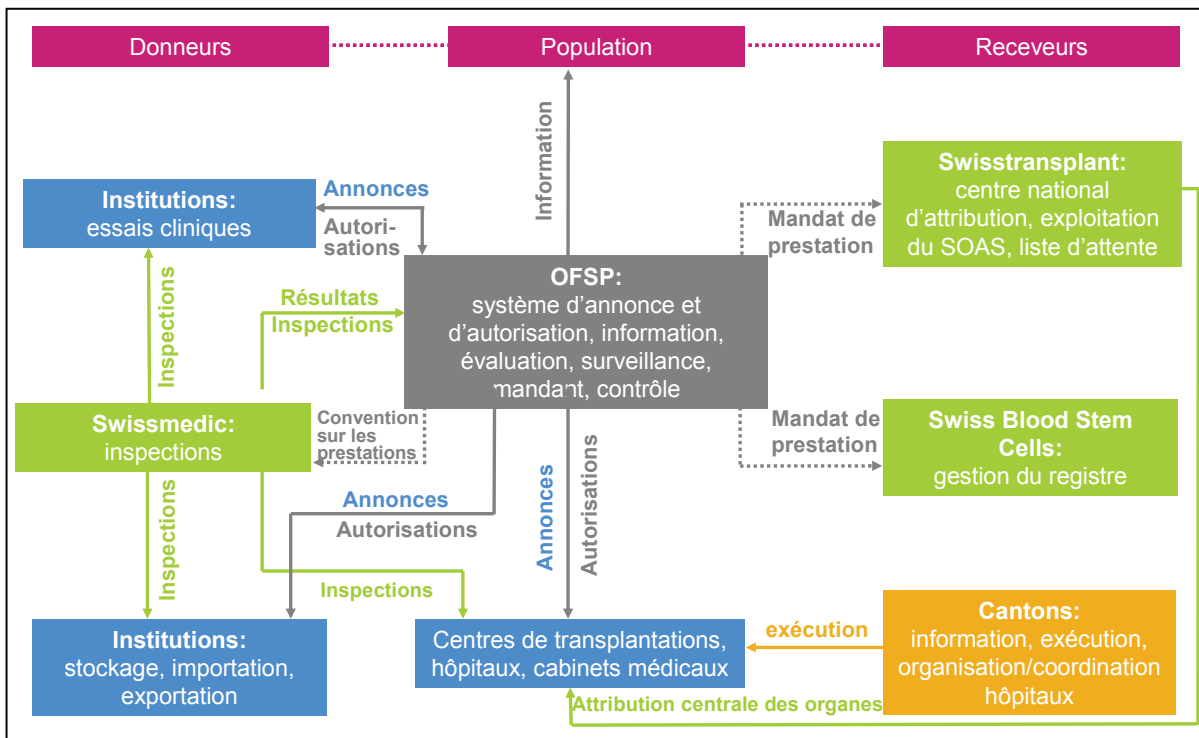 Donneurs
Population
Receveurs
Information
Institutions:
essais cliniques
Annonces
Autori-
sations
Mandat de
prestation
Swisstransplant:
centre national
d’attribution, exploitation
du SOAS, liste d’attente
Inspections
Résultats
Inspections
OFSP:
système d’annonce et
d’autorisation, information,
évaluation, surveillance,
mandant, contrôle
Swissmedic:
inspections
Convention
sur les
prestations
Mandat de
prestation
Swiss Blood Stem
Cells:
gestion du registre
Inspections
Annonces
Autorisations
Annonces
Autorisations
Inspections
Institutions:
stockage, importation,
exportation
Centres de transplantations,
hôpitaux, cabinets médicaux
exécution
Cantons:
information, exécution,
organisation/coordination
hôpitaux
Attribution centrale des organes